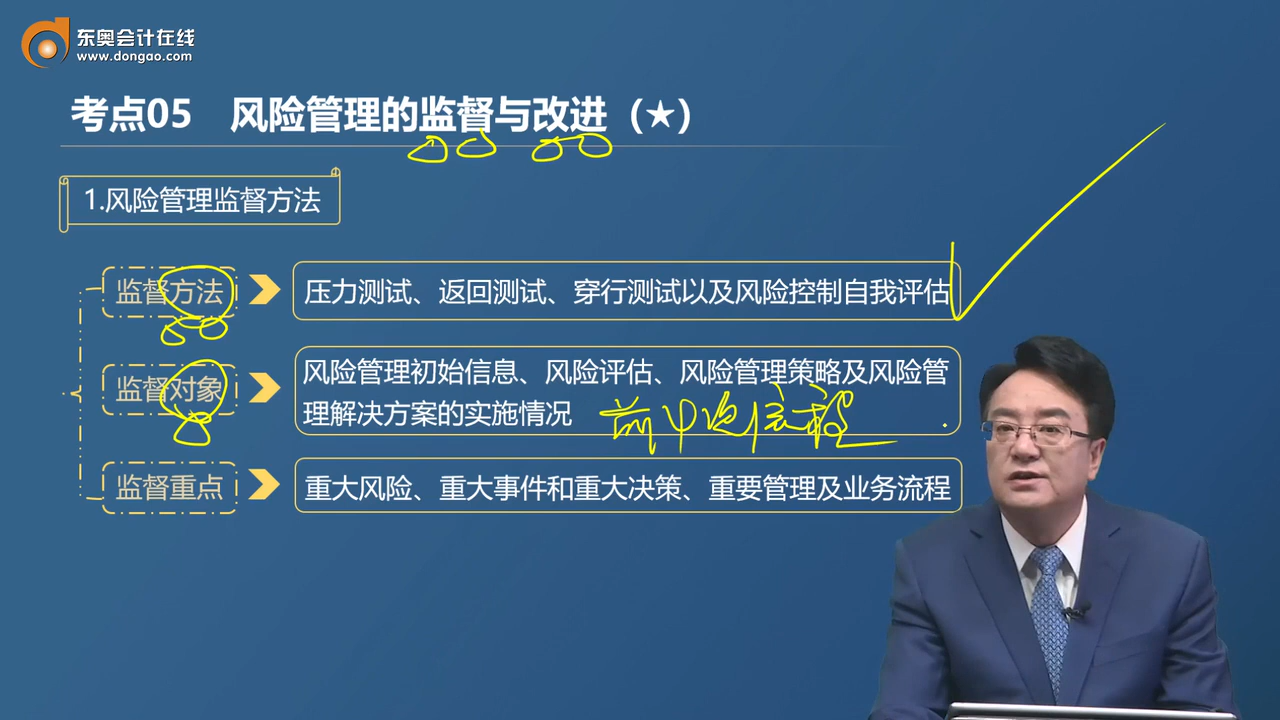 东奥会计在线
www.dongao.com
考点05 风险管理的监督与改进（★）
1.风险管理监督方法
监督方法
压力测试、返回测试、穿行测试以及风险控制自我评估
监督对象
风险管理初始信息、风险评估、风险管理策略及风险管
理解决方案的实施情况
监督重点
重大风险、重大事件和重大决策、重要管理及业务流程